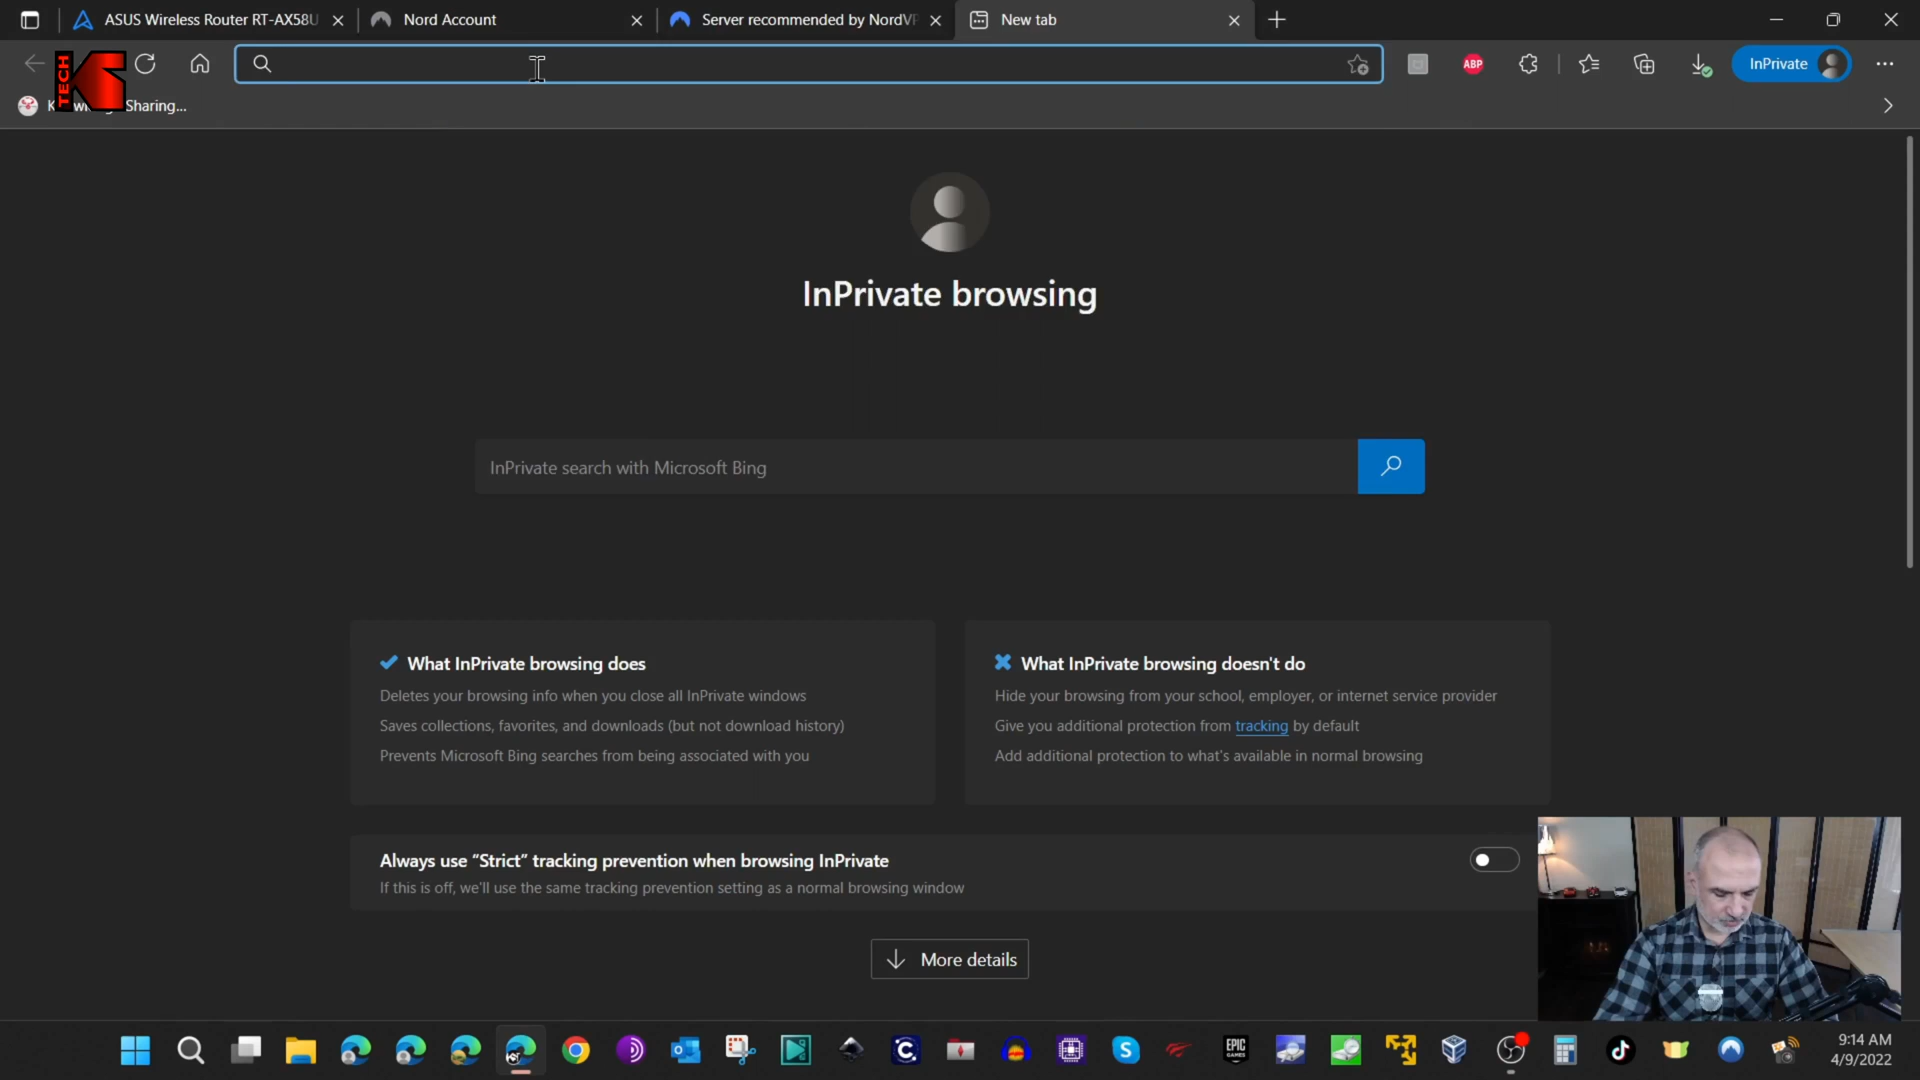 ASUS Wireless Router RT-AX58U
Nord Account
Server recommended by NordVP
New tab
TECH
K
ABP
InPrivate
Sharing...
InPrivate browsing
InPrivate search with Microsoft Bing
What InPrivate browsing does
Deletes your browsing info when you close all InPrivate windows
Saves collections, favorites, and downloads (but not download history)
Prevents Microsoft Bing searches from being associated with you
What InPrivate browsing doesn't do
Hide your browsing from your school, employer, or internet service provider
Give you additional protection from tracking by default
Add additional protection to what's available in normal browsing
Always use “Strict” tracking prevention when browsing InPrivate
If this is off, we'll use the same tracking prevention setting as a normal browsing window
More details
EPIC
GAMES
9:14 AM
4/9/2022